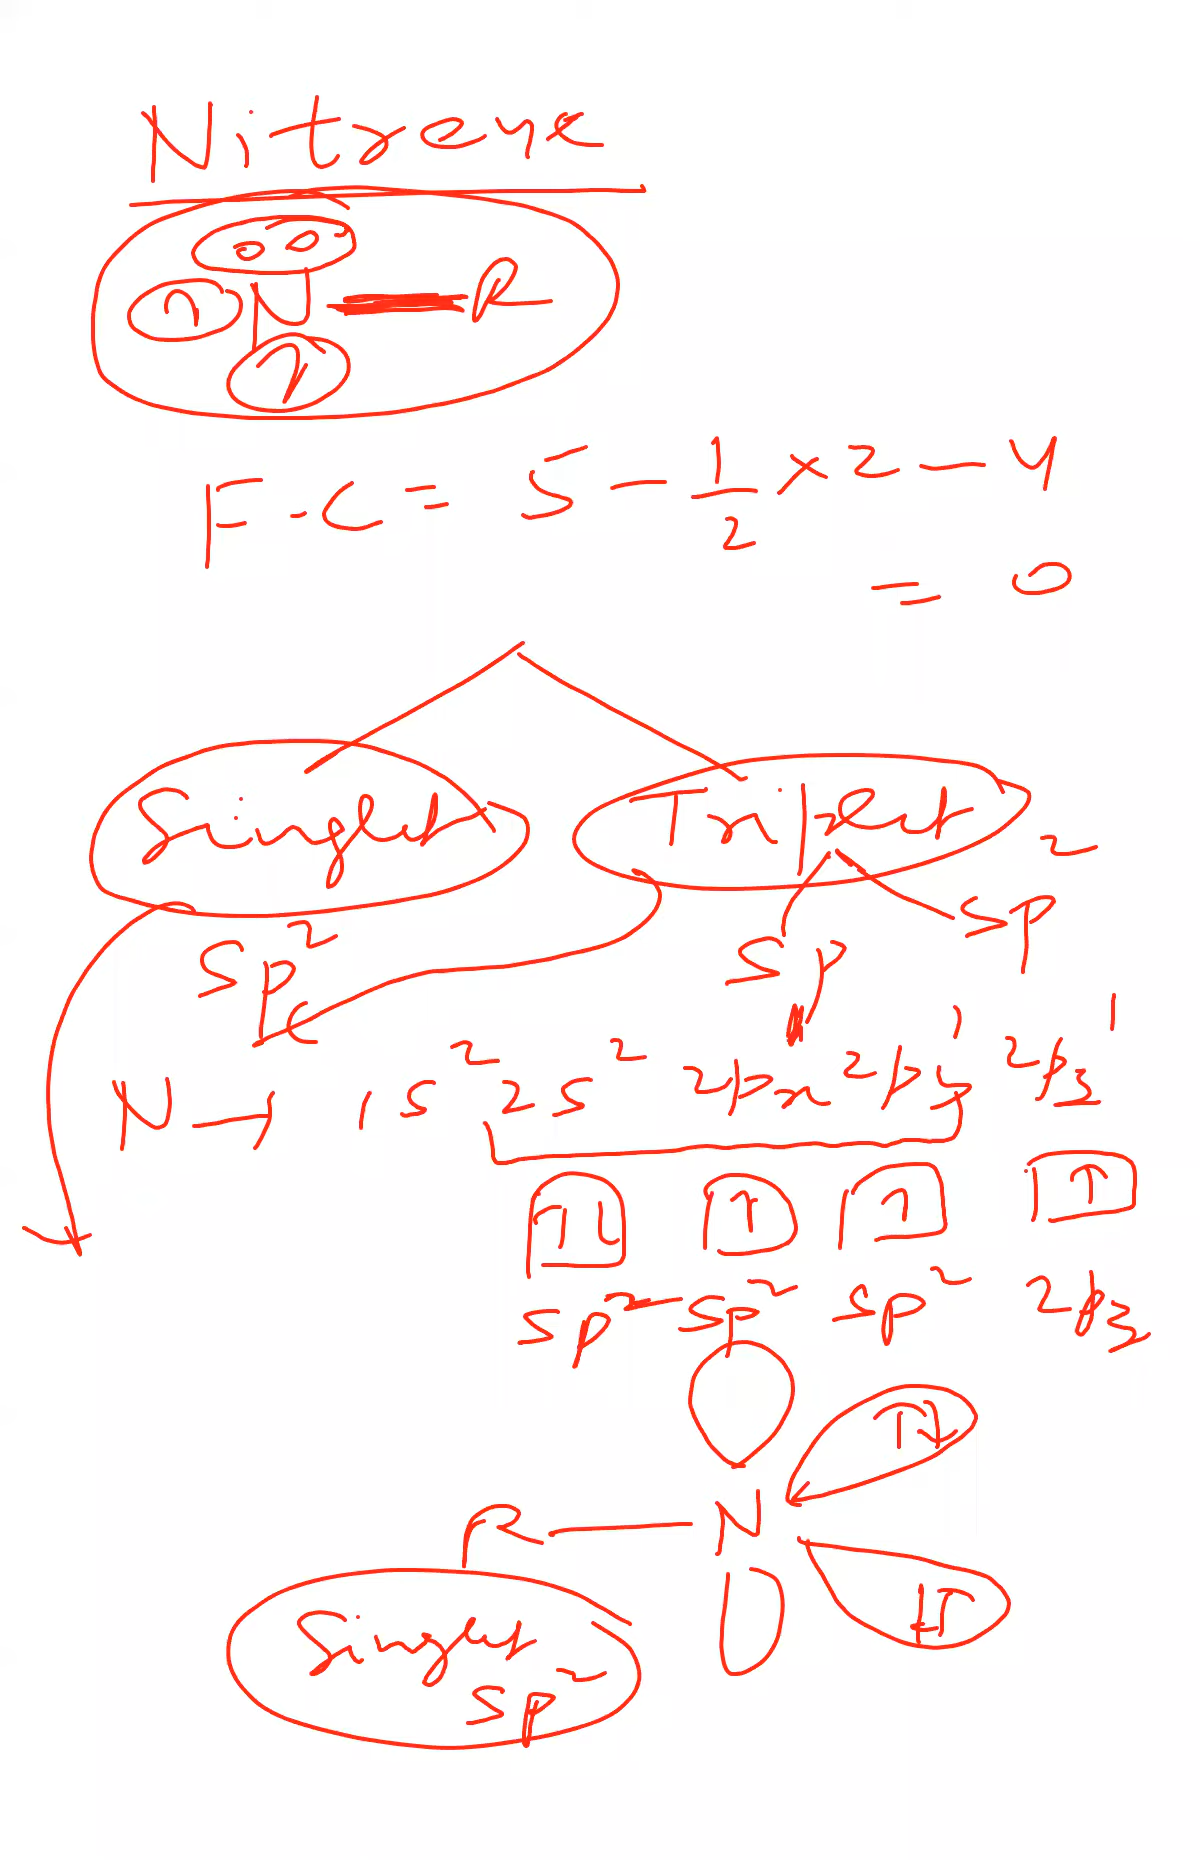 Nitrene
N — R
F.C = 5 - 1/2 × 2 - 4
= 0
Singlet Triplet
sp² sp sp²
N → 1s² 2s² 2px¹ 2py¹ 2pz¹
↑↓ ↑ ↑ ↑
sp² sp² sp² 2pz
↑↓
R — N
↑↓
Singlet
sp²